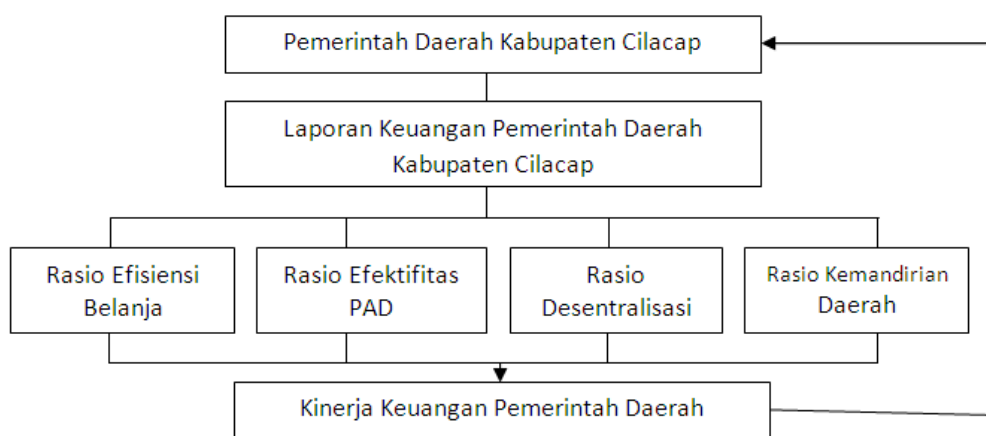 Pemerintah Daerah Kabupaten Cilacap
Laporan Keuangan Pemerintah Daerah
Kabupaten Cilacap
Rasio Efisiensi
Belanja
Rasio Efektifitas
PAD
Rasio
Desentralisasi
Rasio Kemandirian
Daerah
Kinerja Keuangan Pemerintah Daerah